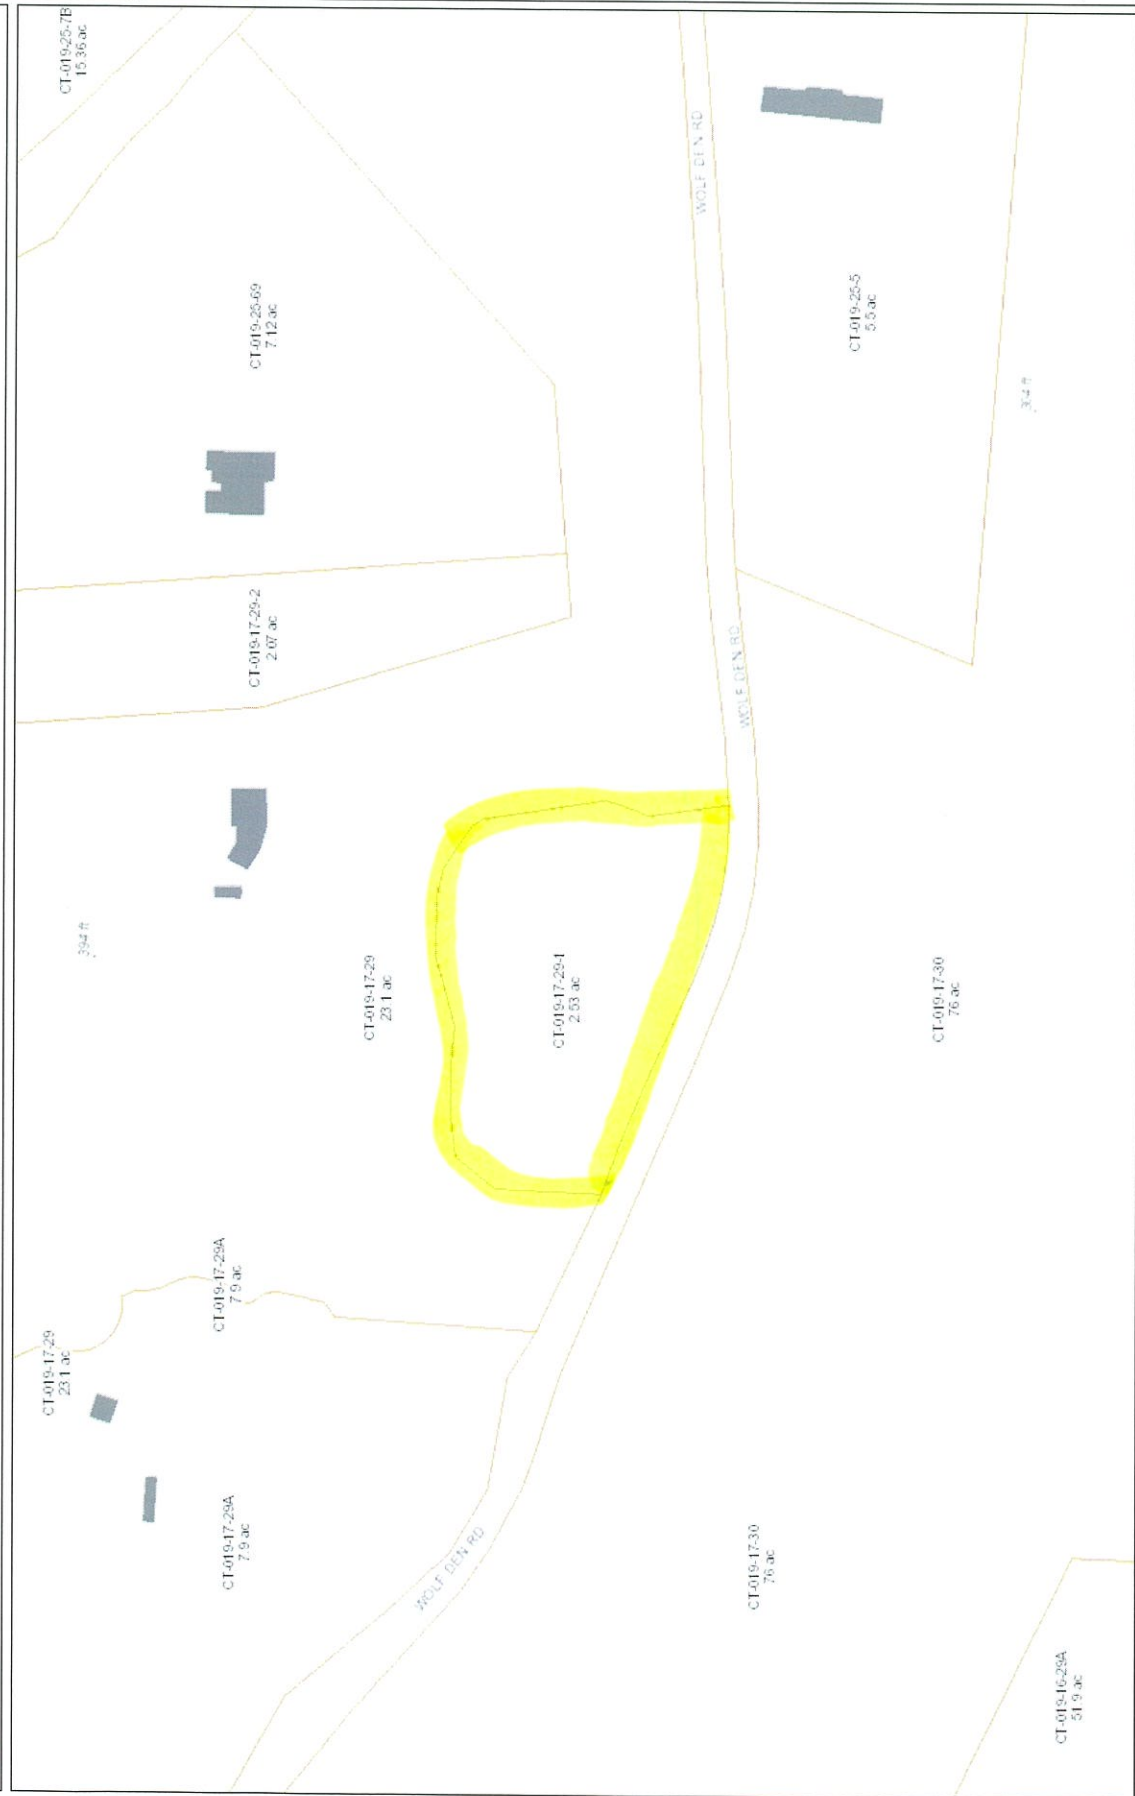 CT-019-25-7B
15.36 ac
CT-019-25-69
7.12 ac
WOLF DEN RD
CT-019-25-5
5.5 ac
394 ft
CT-019-17-29-2
2.07 ac
WOLF DEN RD
394 ft
CT-019-17-29
23.1 ac
CT-019-17-29-1
2.53 ac
CT-019-17-30
76 ac
CT-019-17-29A
7.9 ac
CT-019-17-29
23.1 ac
CT-019-17-29A
7.9 ac
WOLF DEN RD
CT-019-17-30
76 ac
CT-019-16-29A
51.9 ac